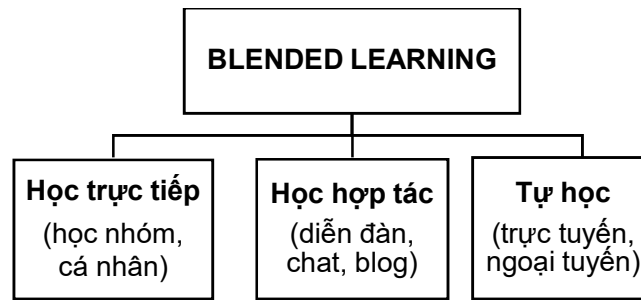 BLENDED LEARNING
Học trực tiếp
(học nhóm,
cá nhân)
Học hợp tác
(diễn đàn,
chat, blog)
Tự học
(trực tuyến,
ngoại tuyến)